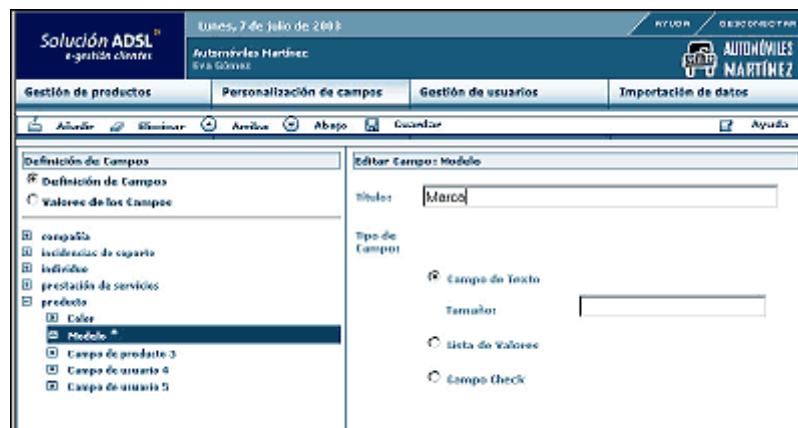 Solución ADSL
e-gestión clientes
Lunes, 7 de julio de 2003
AYUDA
DESCONECTAR
Automóviles Martínez
Eva Gómez
AUTOMÓVILES
MARTÍNEZ
Gestión de productos
Personalización de campos
Gestión de usuarios
Importación de datos
Añadir
Eliminar
Arriba
Abajo
Guardar
Ayuda
Definición de Campos
Definición de Campos
Valores de los Campos
compañía
incidencias de soporte
individuo
prestación de servicios
producto
Color
Modelo *
Campo de producto 3
Campo de usuario 4
Campo de usuario 5
Editar Campo: Modelo
Título:
Marca
Tipo de
Campo:
Campo de Texto
Tamaño:
Lista de Valores
Campo Check